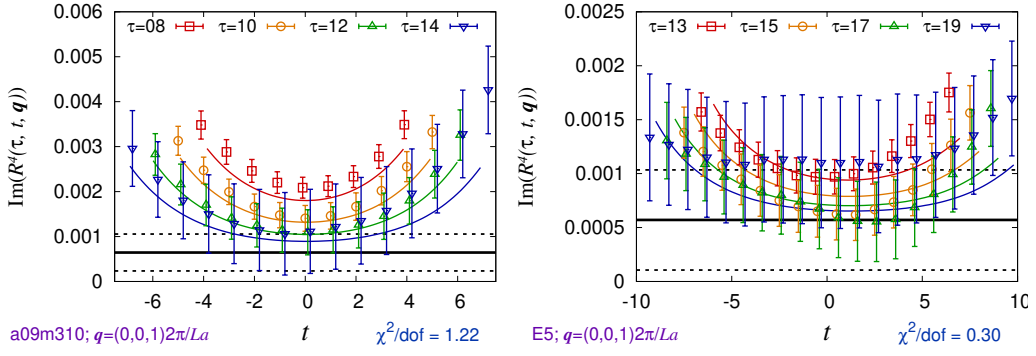 τ=08 τ=10 τ=12 τ=14
Im(R⁴(τ, t, q))
0.006
0.005
0.004
0.003
0.002
0.001
0
-6 -4 -2 0 2 4 6
t
a09m310; q=(0,0,1)2π/La
χ²/dof = 1.22
τ=13 τ=15 τ=17 τ=19
Im(R⁴(τ, t, q))
0.0025
0.002
0.0015
0.001
0.0005
0
-10 -5 0 5 10
t
E5; q=(0,0,1)2π/La
χ²/dof = 0.30